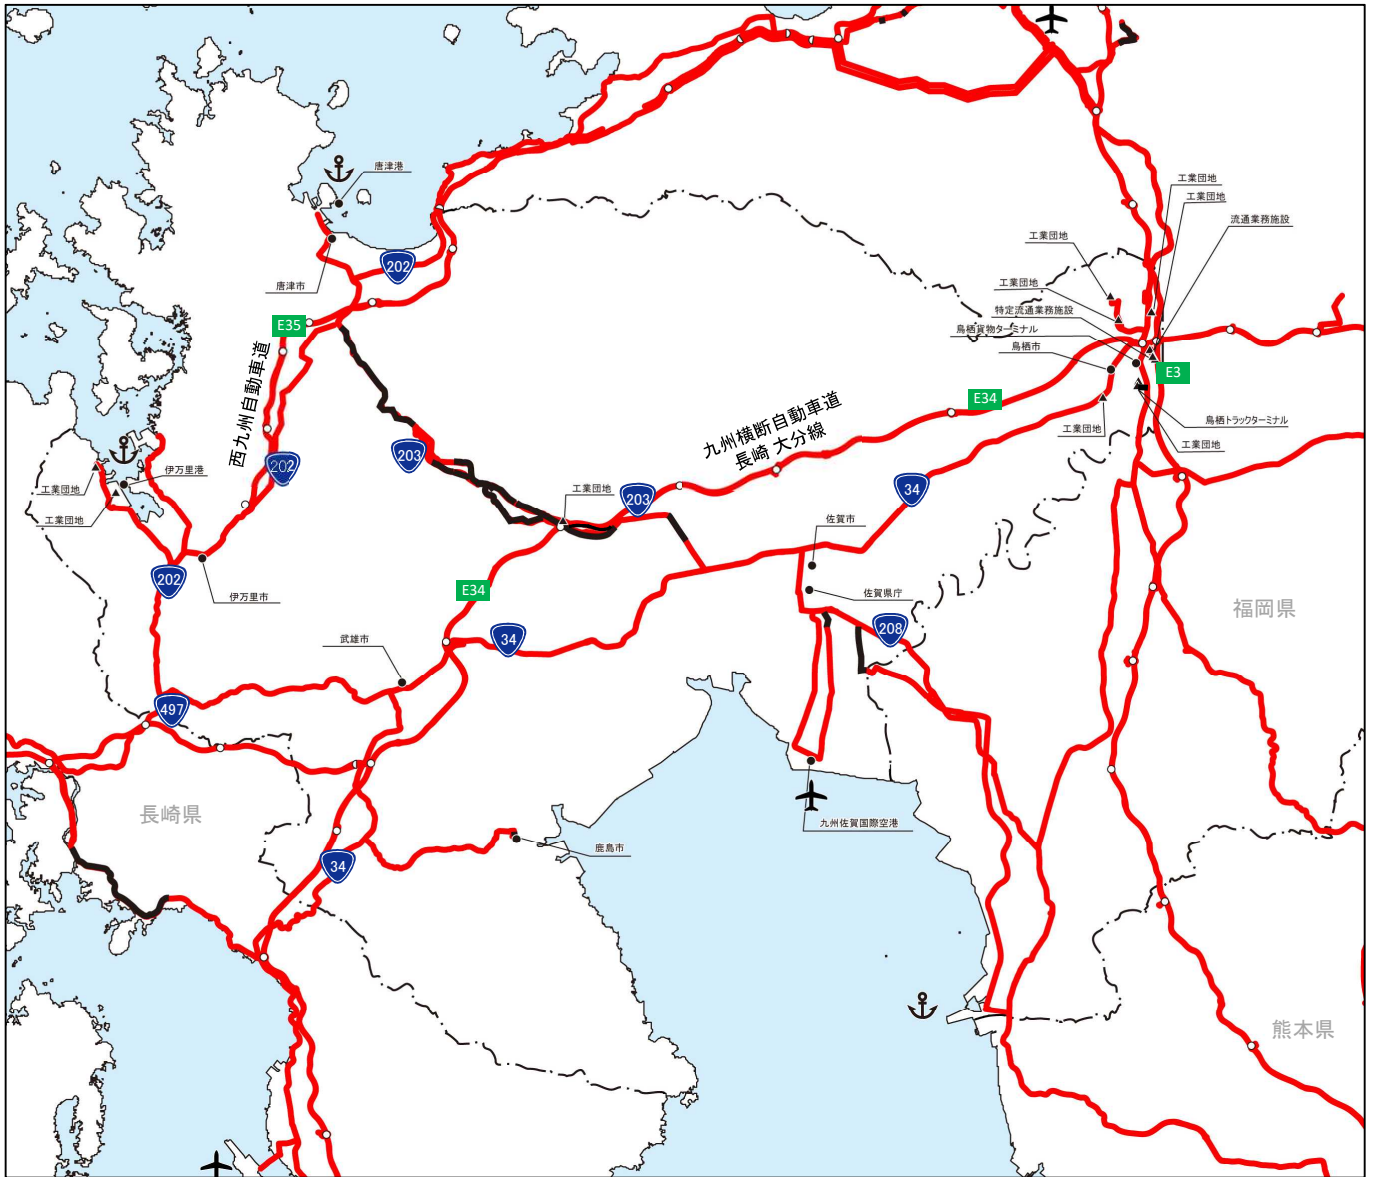 唐津港
工業団地
工業団地
流通業務施設
工業団地
202
唐津市
工業団地
特定流通業務施設
E35
鳥栖貨物ターミナル
鳥栖市
E3
西九州自動車道
九州横断自動車道
長崎 大分線
E34
鳥栖トラックターミナル
工業団地
工業団地
203
202
伊万里港
工業団地
工業団地
工業団地
203
34
佐賀市
202
伊万里市
E34
佐賀県庁
福岡県
武雄市
34
208
497
長崎県
九州佐賀国際空港
鹿島市
34
熊本県